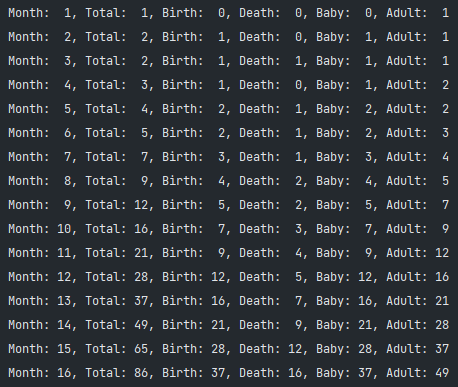 Month:  1, Total:  1, Birth:  0, Death:  0, Baby:  0, Adult:  1
Month:  2, Total:  2, Birth:  1, Death:  0, Baby:  1, Adult:  1
Month:  3, Total:  2, Birth:  1, Death:  1, Baby:  1, Adult:  1
Month:  4, Total:  3, Birth:  1, Death:  0, Baby:  1, Adult:  2
Month:  5, Total:  4, Birth:  2, Death:  1, Baby:  2, Adult:  2
Month:  6, Total:  5, Birth:  2, Death:  1, Baby:  2, Adult:  3
Month:  7, Total:  7, Birth:  3, Death:  1, Baby:  3, Adult:  4
Month:  8, Total:  9, Birth:  4, Death:  2, Baby:  4, Adult:  5
Month:  9, Total: 12, Birth:  5, Death:  2, Baby:  5, Adult:  7
Month: 10, Total: 16, Birth:  7, Death:  3, Baby:  7, Adult:  9
Month: 11, Total: 21, Birth:  9, Death:  4, Baby:  9, Adult: 12
Month: 12, Total: 28, Birth: 12, Death:  5, Baby: 12, Adult: 16
Month: 13, Total: 37, Birth: 16, Death:  7, Baby: 16, Adult: 21
Month: 14, Total: 49, Birth: 21, Death:  9, Baby: 21, Adult: 28
Month: 15, Total: 65, Birth: 28, Death: 12, Baby: 28, Adult: 37
Month: 16, Total: 86, Birth: 37, Death: 16, Baby: 37, Adult: 49